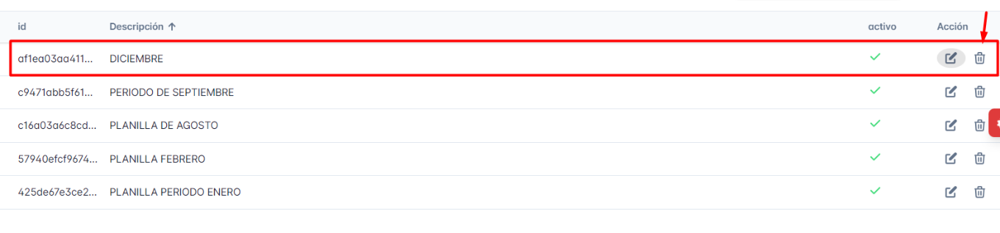 id Descripción activo Acción
af1ea03aa411... DICIEMBRE
c9471abb5f61... PERIODO DE SEPTIEMBRE
c16a03a6c8cd... PLANILLA DE AGOSTO
57940efcf9674... PLANILLA FEBRERO
425de67e3ce2... PLANILLA PERIODO ENERO